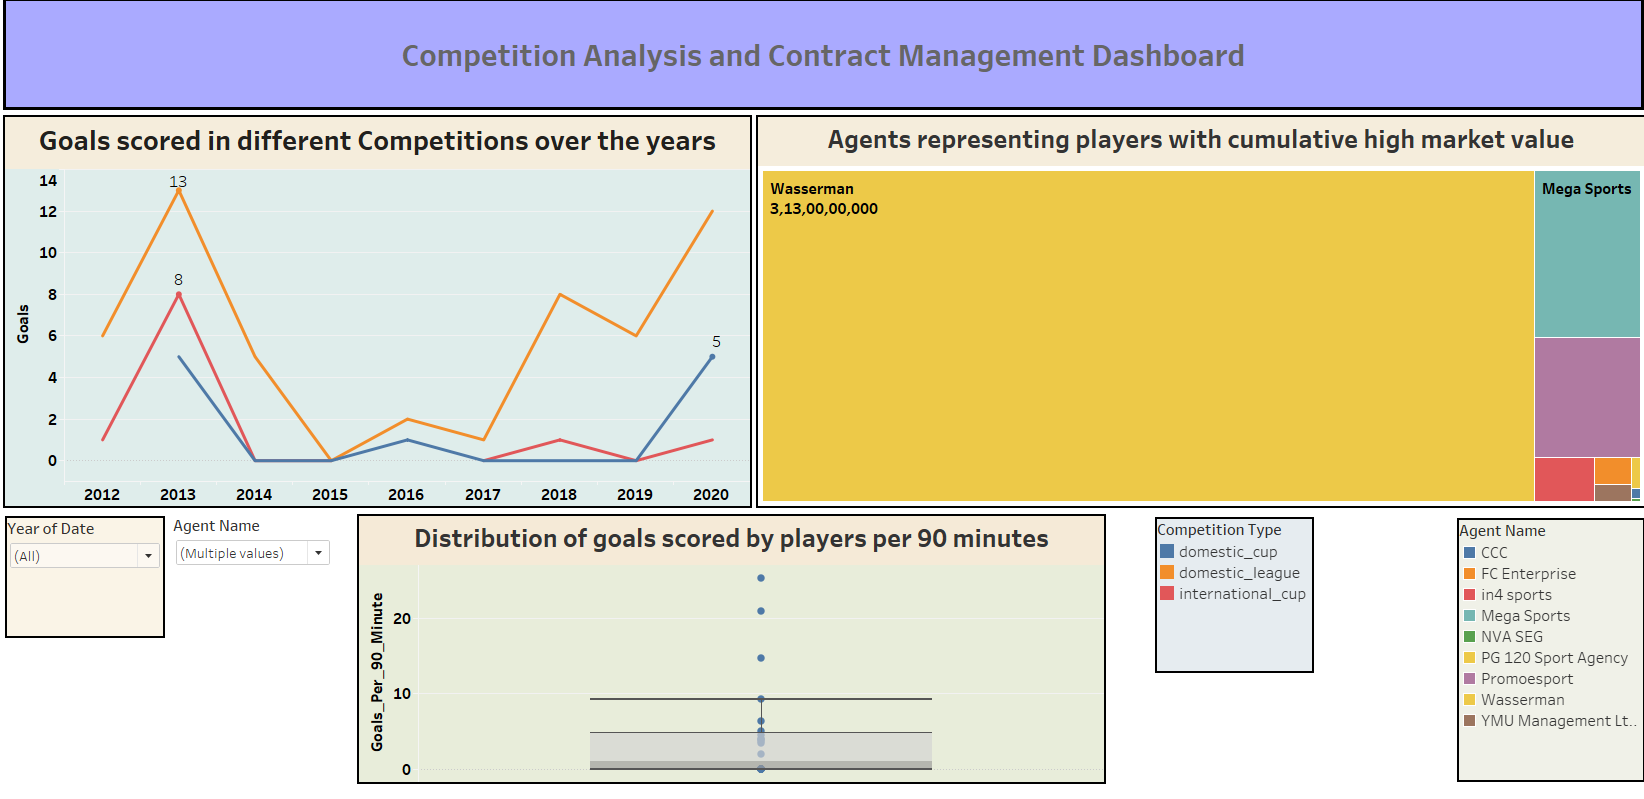 Competition Analysis and Contract Management Dashboard
Goals scored in different Competitions over the years
14
12
10
8
6
4
2
0
Goals
13
8
5
2012 2013 2014 2015 2016 2017 2018 2019 2020
Agents representing players with cumulative high market value
Wasserman
3,13,00,00,000
Mega Sports
Year of Date
(All)
Agent Name
(Multiple values)
Distribution of goals scored by players per 90 minutes
Goals_Per_90_Minute
20
10
0
Competition Type
domestic_cup
domestic_league
international_cup
Agent Name
CCC
FC Enterprise
in4 sports
Mega Sports
NVA SEG
PG 120 Sport Agency
Promoesport
Wasserman
YMU Management Lt..